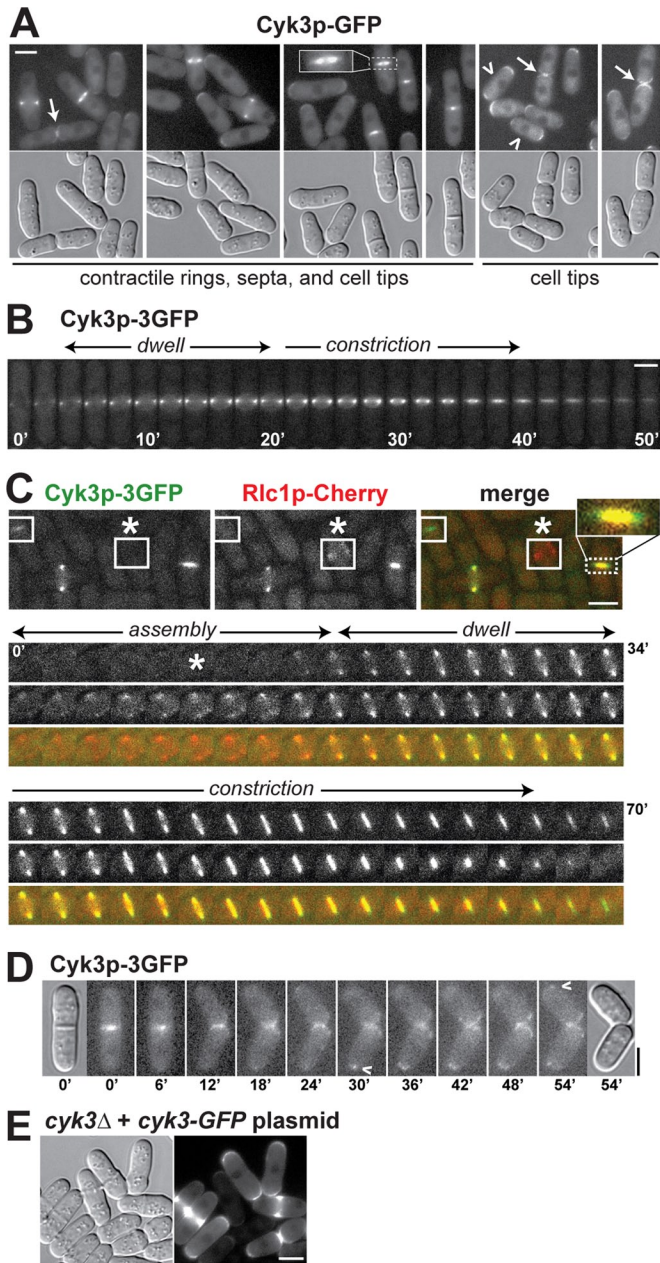 A
Cyk3p-GFP
contractile rings, septa, and cell tips
cell tips
B
Cyk3p-3GFP
dwell
constriction
0’ 10’ 20’ 30’ 40’ 50’
C
Cyk3p-3GFP Rlc1p-Cherry merge
*
*
*
assembly
dwell
0’
*
34’
constriction
70’
D
Cyk3p-3GFP
0’ 0’ 6’ 12’ 18’ 24’ 30’ 36’ 42’ 48’ 54’ 54’
E
cyk3Δ + cyk3-GFP plasmid